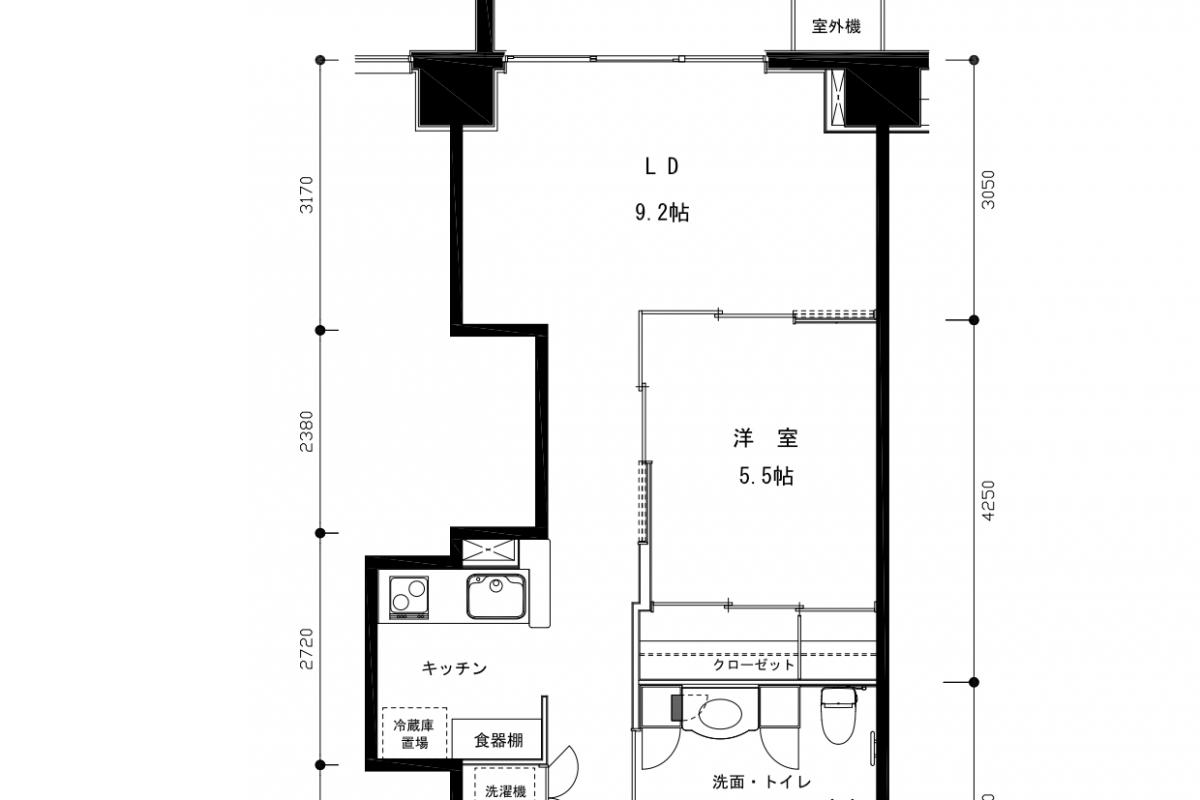 室外機
3170
3050
LD
9.2帖
2380
洋 室
5.5帖
4250
2720
キッチン
クローゼット
冷蔵庫
置場
食器棚
洗面・トイレ
洗濯機